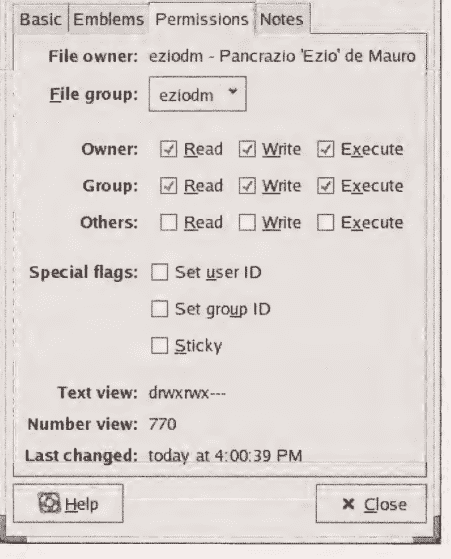 Basic Emblems Permissions Notes
File owner: eziodm - Pancrazio 'Ezio' de Mauro
File group: eziodm
Owner: Read Write Execute
Group: Read Write Execute
Others: Read Write Execute
Special flags: Set user ID
Set group ID
Sticky
Text view: drwxrwx---
Number view: 770
Last changed: today at 4:00:39 PM
Help Close